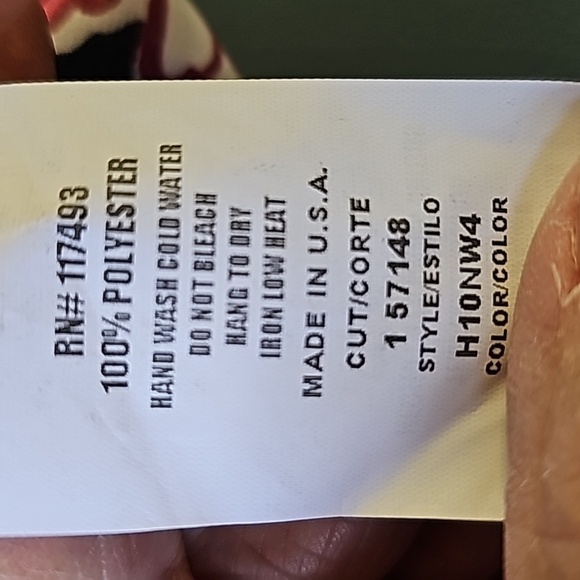 RN# 117493
100% POLYESTER
HAND WASH COLD WATER
DO NOT BLEACH
HANG TO DRY
IRON LOW HEAT
MADE IN U.S.A.
CUT/CORTE
1 57148
STYLE/ESTILO
H10NW4
COLOR/COLOR